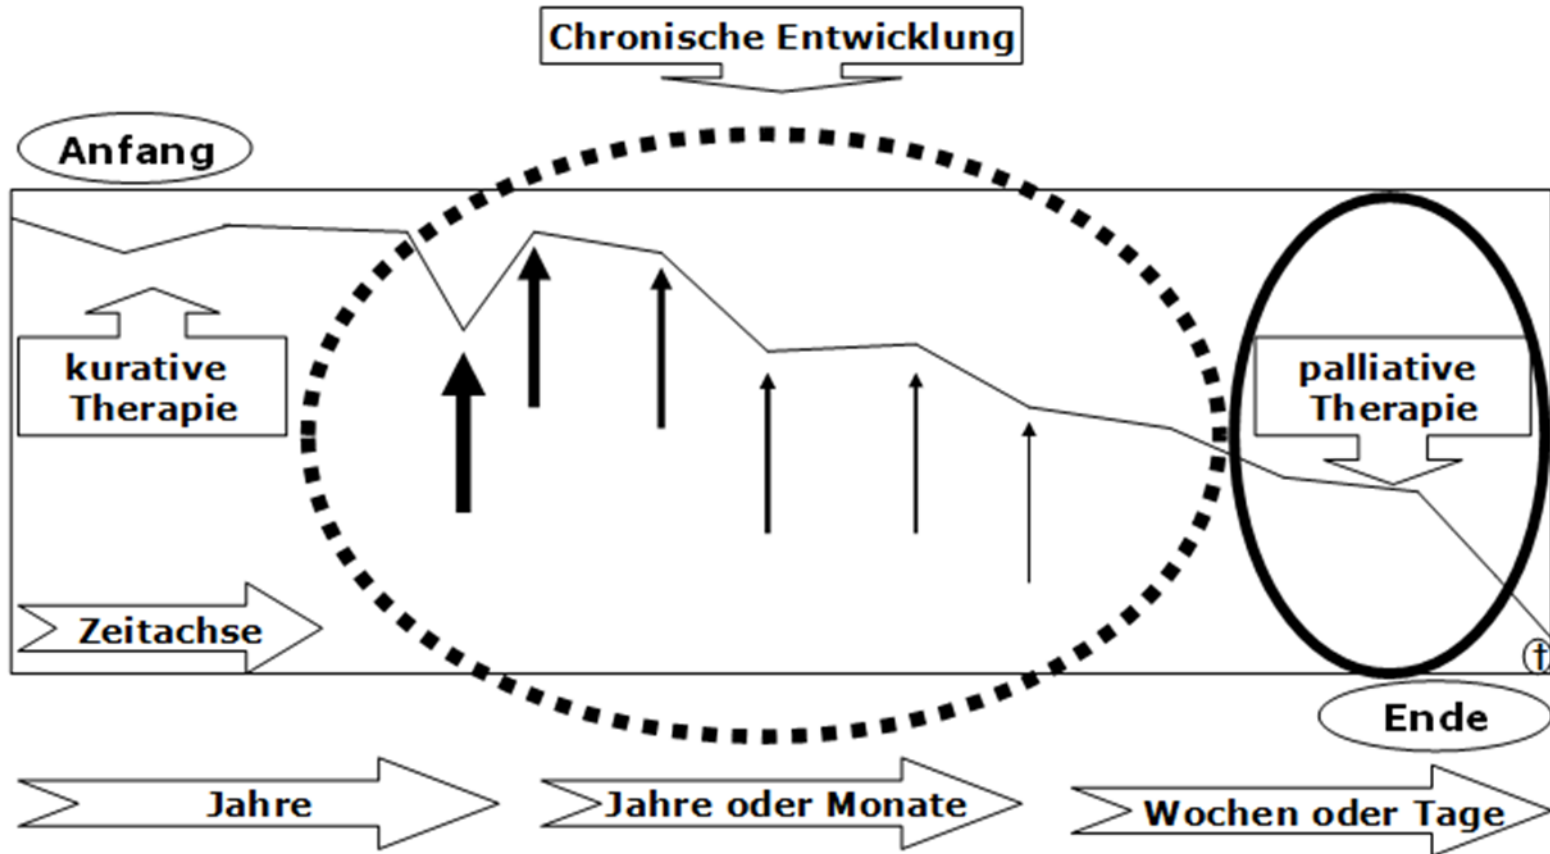 Chronische Entwicklung
Anfang
kurative
Therapie
palliative
Therapie
Zeitachse
†
Ende
Jahre
Jahre oder Monate
Wochen oder Tage